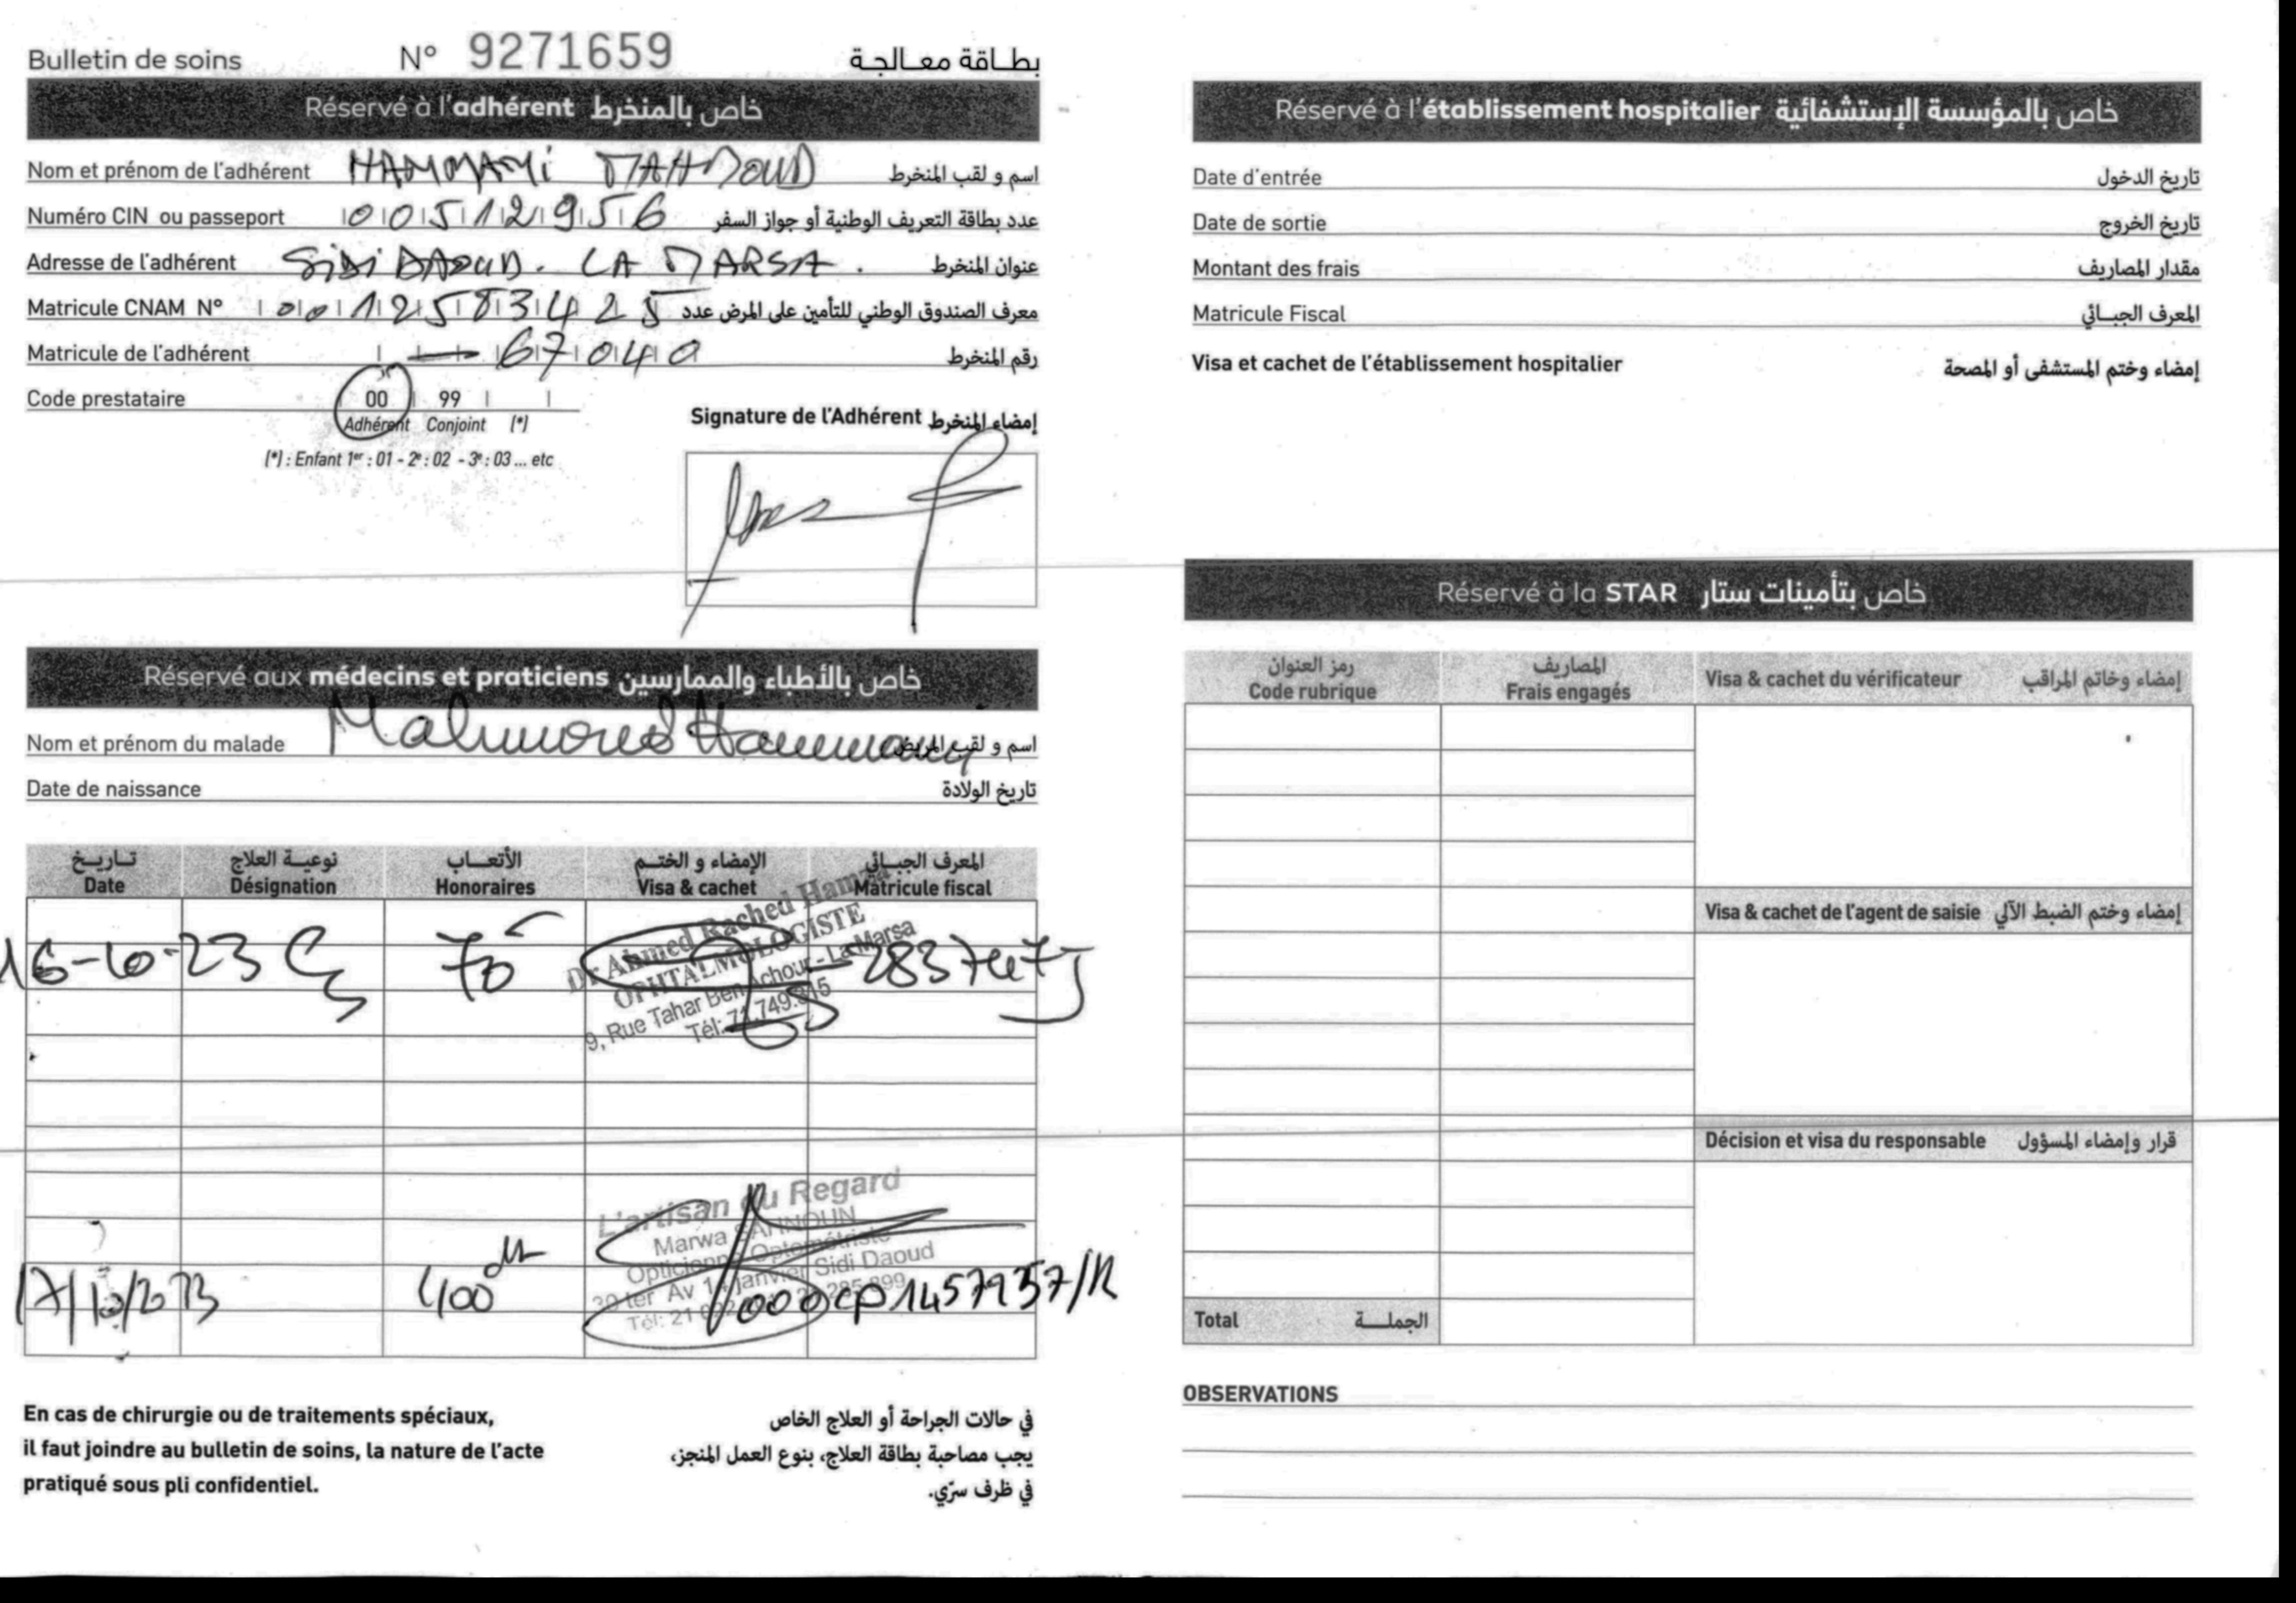 Bulletin de soins N° 9271659 بطاقة معالجة
Réservé à l'adhérent خاص بالمنخرط
Nom et prénom de l'adhérent HAMMAMI MAHMOUD اسم و لقب المنخرط
Numéro CIN ou passeport 005112956 عدد بطاقة التعريف الوطنية أو جواز السفر
Adresse de l'adhérent SIDI DAOUD. LA MARSA. عنوان المنخرط
Matricule CNAM N° 0012583425 معرف الصندوق الوطني للتأمين على المرض عدد
Matricule de l'adhérent 67040 رقم المنخرط
Code prestataire 00 99
Adhérent Conjoint (*)
(*) : Enfant 1er : 01 - 2e : 02 - 3e : 03 ... etc
Signature de l'Adhérent إمضاء المنخرط
Réservé aux médecins et praticiens خاص بالأطباء والممارسين
Nom et prénom du malade Mahmoud Hammamy اسم و لقب المريض
Date de naissance تاريخ الولادة
تاريخ نوعية العلاج الأتعاب الإمضاء و الختم المعرف الجبائي
Date Désignation Honoraires Visa & cachet Matricule fiscal
16-10-23 70
Dr Ahmed Rached Hamza
OPHTALMOLOGISTE
9, Rue Tahar Ben Achour - La Marsa
Tél: 71.749.315
L'artisan du Regard
Marwa SAHNOUN
Opticienne Optométriste
30 ter Av 14 janvier Sidi Daoud
Tél: 21
17/10/2023 400 dt 1457937/R
En cas de chirurgie ou de traitements spéciaux,
il faut joindre au bulletin de soins, la nature de l'acte
pratiqué sous pli confidentiel.
في حالات الجراحة أو العلاج الخاص
يجب مصاحبة بطاقة العلاج، بنوع العمل المنجز،
في ظرف سرّي.
Réservé à l'établissement hospitalier خاص بالمؤسسة الإستشفائية
Date d'entrée تاريخ الدخول
Date de sortie تاريخ الخروج
Montant des frais مقدار المصاريف
Matricule Fiscal المعرف الجبائي
Visa et cachet de l'établissement hospitalier إمضاء وختم المستشفى أو المصحة
Réservé à la STAR خاص بتأمينات ستار
رمز العنوان المصاريف
Code rubrique Frais engagés Visa & cachet du vérificateur إمضاء وخاتم المراقب
Visa & cachet de l'agent de saisie إمضاء وختم الضبط الآلي
Décision et visa du responsable قرار وإمضاء المسؤول
Total الجملة
OBSERVATIONS